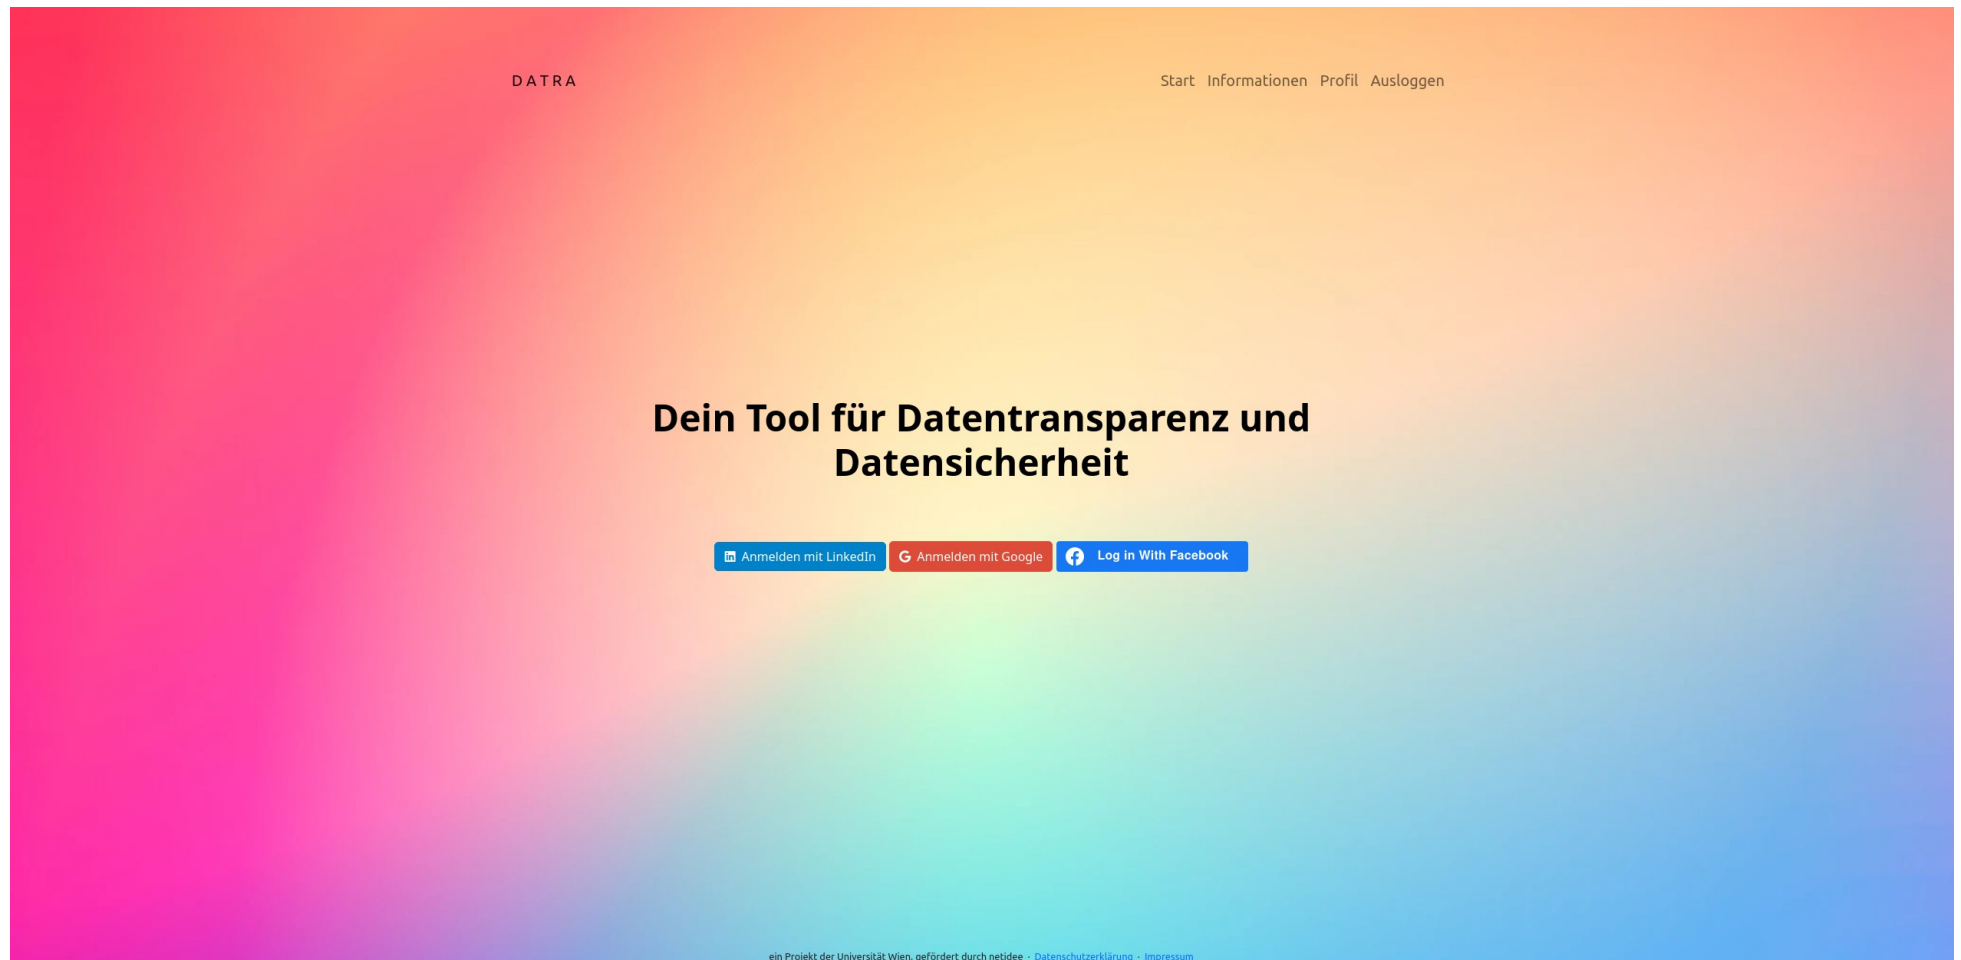 DATRA
Start Informationen Profil Ausloggen
Dein Tool für Datentransparenz und
Datensicherheit
Anmelden mit LinkedIn Anmelden mit Google Log in With Facebook
ein Projekt der Universität Wien, gefördert durch netidee · Datenschutzerklärung · Impressum